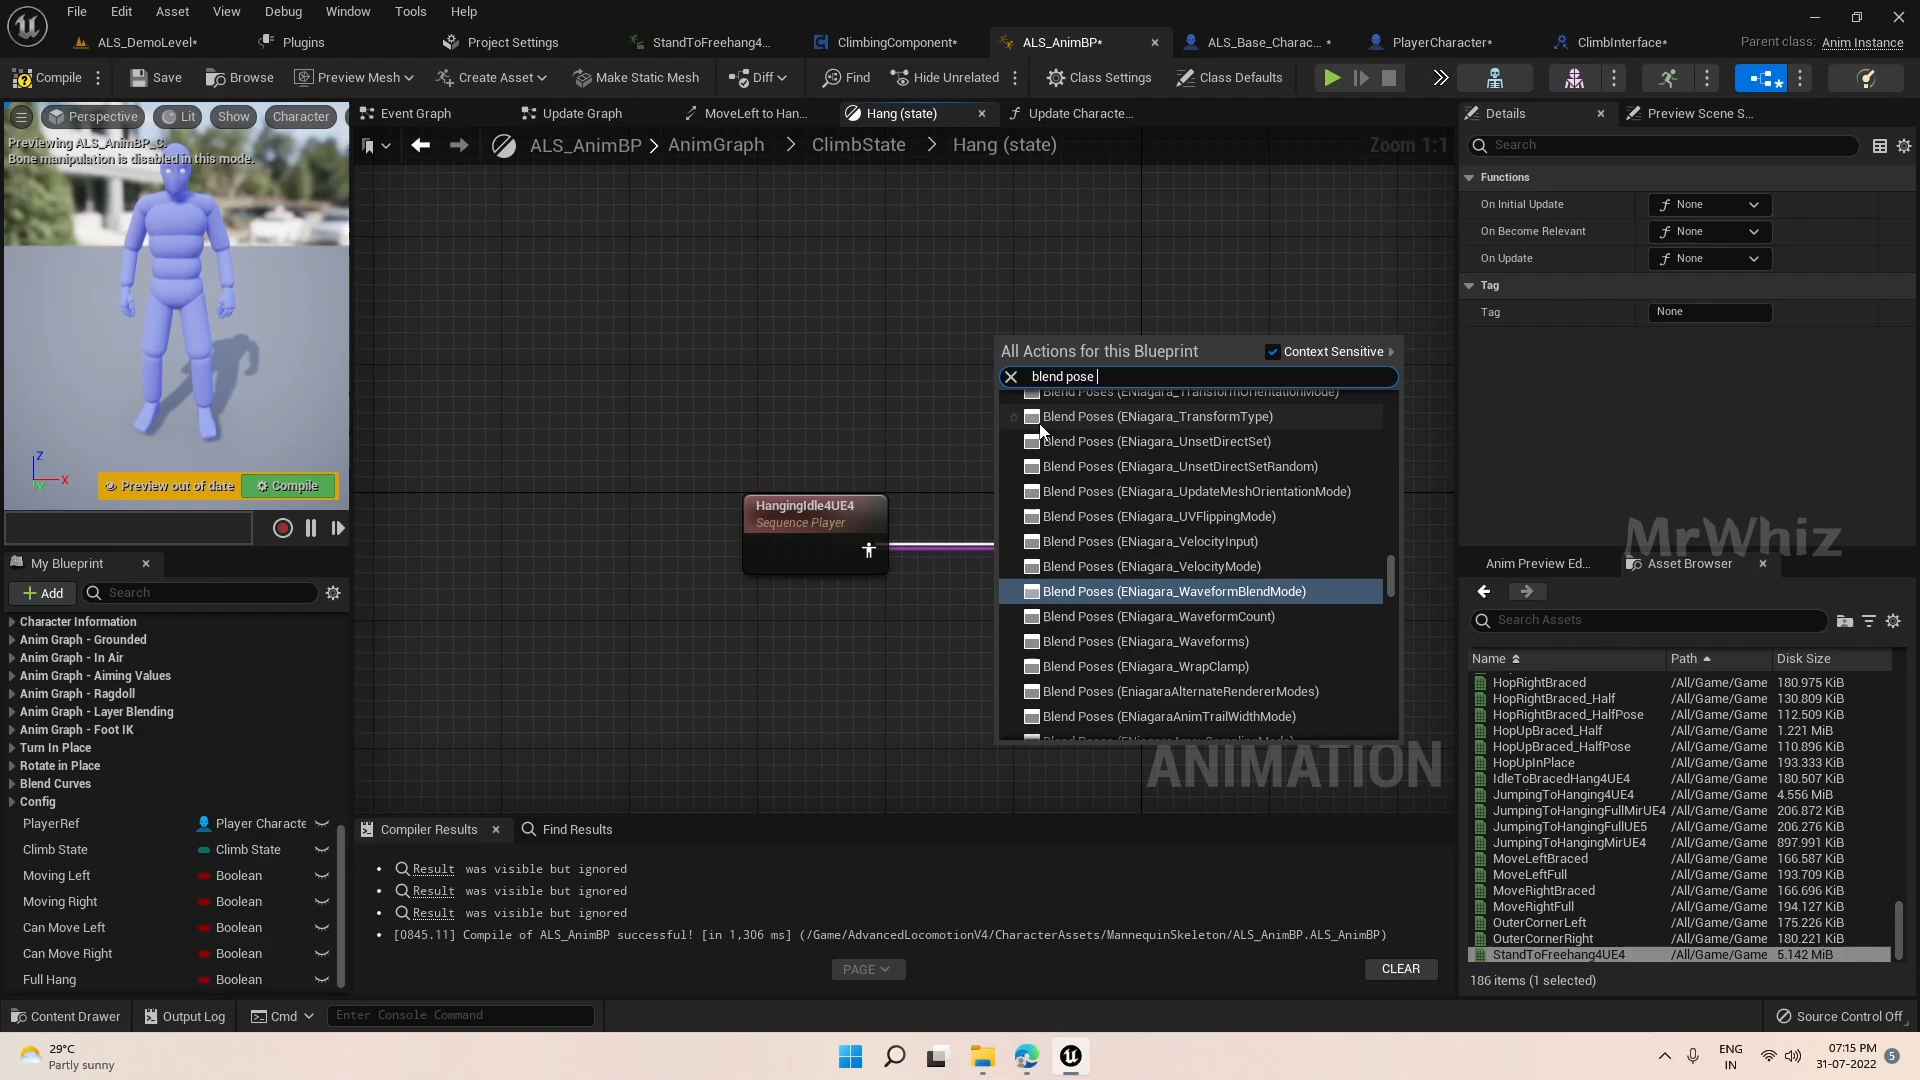 File Edit Asset View Debug Window Tools Help
ALS_DemoLevel* Plugins Project Settings StandToFreehang4... ClimbingComponent* ALS_AnimBP* ALS_Base_Charac... * PlayerCharacter* ClimbInterface* Parent class: Anim Instance
Compile Save Browse Preview Mesh Create Asset Make Static Mesh Diff Find Hide Unrelated Class Settings Class Defaults
Perspective Lit Show Character
Previewing ALS_AnimBP_C.
Bone manipulation is disabled in this mode.
Z
X
Y
Preview out of date Compile
Event Graph Update Graph MoveLeft to Han... Hang (state) Update Characte...
ALS_AnimBP > AnimGraph > ClimbState > Hang (state) Zoom 1:1
HangingIdle4UE4
Sequence Player
All Actions for this Blueprint Context Sensitive
blend pose
Blend Poses (ENiagara_TransformOrientationMode)
Blend Poses (ENiagara_TransformType)
Blend Poses (ENiagara_UnsetDirectSet)
Blend Poses (ENiagara_UnsetDirectSetRandom)
Blend Poses (ENiagara_UpdateMeshOrientationMode)
Blend Poses (ENiagara_UVFlippingMode)
Blend Poses (ENiagara_VelocityInput)
Blend Poses (ENiagara_VelocityMode)
Blend Poses (ENiagara_WaveformBlendMode)
Blend Poses (ENiagara_WaveformCount)
Blend Poses (ENiagara_Waveforms)
Blend Poses (ENiagara_WrapClamp)
Blend Poses (EniagaraAlternateRendererModes)
Blend Poses (ENiagaraAnimTrailWidthMode)
ANIMATION
Details Preview Scene S...
Search
Functions
On Initial Update None
On Become Relevant None
On Update None
Tag
Tag None
MrWhiz
Anim Preview Ed... Asset Browser
Search Assets
Name Path Disk Size
HopRightBraced /All/Game/Game 180.975 KiB
HopRightBraced_Half /All/Game/Game 130.809 KiB
HopRightBraced_HalfPose /All/Game/Game 112.509 KiB
HopUpBraced_Half /All/Game/Game 1.221 MiB
HopUpBraced_HalfPose /All/Game/Game 110.896 KiB
HopUpInPlace /All/Game/Game 193.333 KiB
IdleToBracedHang4UE4 /All/Game/Game 180.507 KiB
JumpingToHanging4UE4 /All/Game/Game 4.556 MiB
JumpingToHangingFullMirUE4 /All/Game/Game 206.872 KiB
JumpingToHangingFullUE5 /All/Game/Game 206.276 KiB
JumpingToHangingMirUE4 /All/Game/Game 897.991 KiB
MoveLeftBraced /All/Game/Game 166.587 KiB
MoveLeftFull /All/Game/Game 193.709 KiB
MoveRightBraced /All/Game/Game 166.696 KiB
MoveRightFull /All/Game/Game 194.127 KiB
OuterCornerLeft /All/Game/Game 175.226 KiB
OuterCornerRight /All/Game/Game 180.221 KiB
StandToFreehang4UE4 /All/Game/Game 5.142 MiB
186 items (1 selected)
My Blueprint
Add Search
Character Information
Anim Graph - Grounded
Anim Graph - In Air
Anim Graph - Aiming Values
Anim Graph - Ragdoll
Anim Graph - Layer Blending
Anim Graph - Foot IK
Turn In Place
Rotate in Place
Blend Curves
Config
PlayerRef Player Characte
Climb State Climb State
Moving Left Boolean
Moving Right Boolean
Can Move Left Boolean
Can Move Right Boolean
Full Hang Boolean
Compiler Results Find Results
Result was visible but ignored
Result was visible but ignored
Result was visible but ignored
[0845.11] Compile of ALS_AnimBP successful! [in 1,306 ms] (/Game/AdvancedLocomotionV4/CharacterAssets/MannequinSkeleton/ALS_AnimBP.ALS_AnimBP)
PAGE CLEAR
Content Drawer Output Log Cmd Enter Console Command Source Control Off
29°C
Partly sunny
ENG
IN
07:15 PM
31-07-2022
5